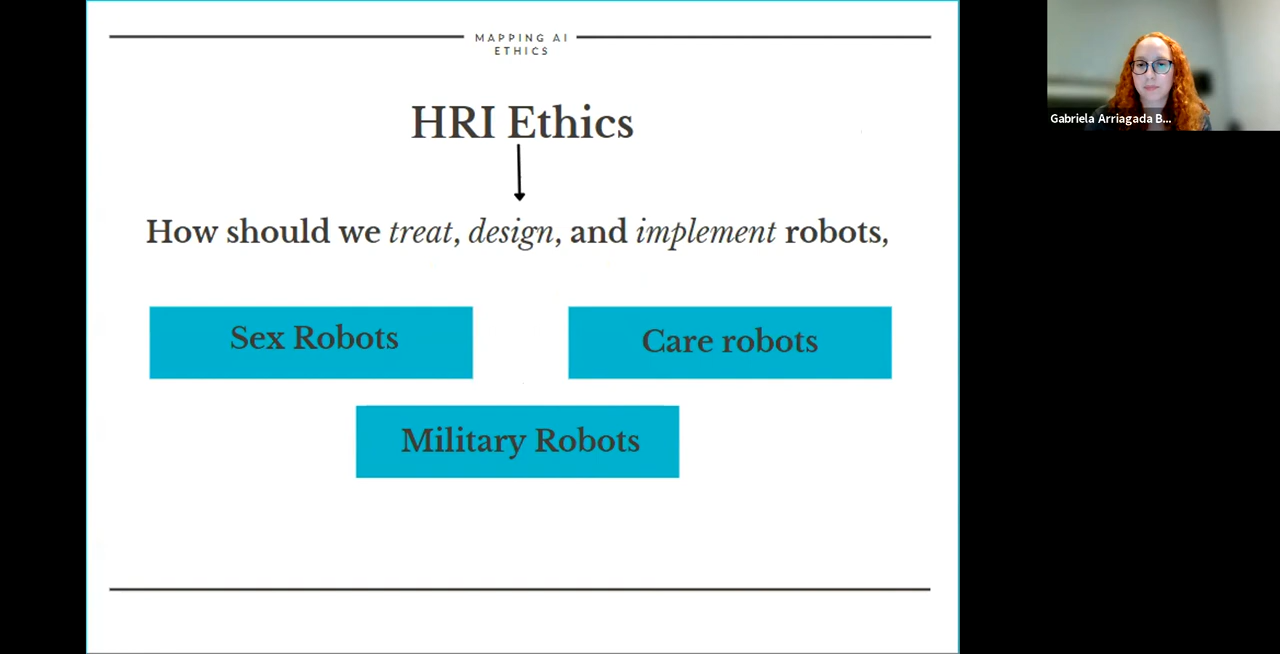 MAPPING AI
ETHICS
HRI Ethics
How should we treat, design, and implement robots,
Sex Robots
Care robots
Military Robots
Gabriela Arriagada B...